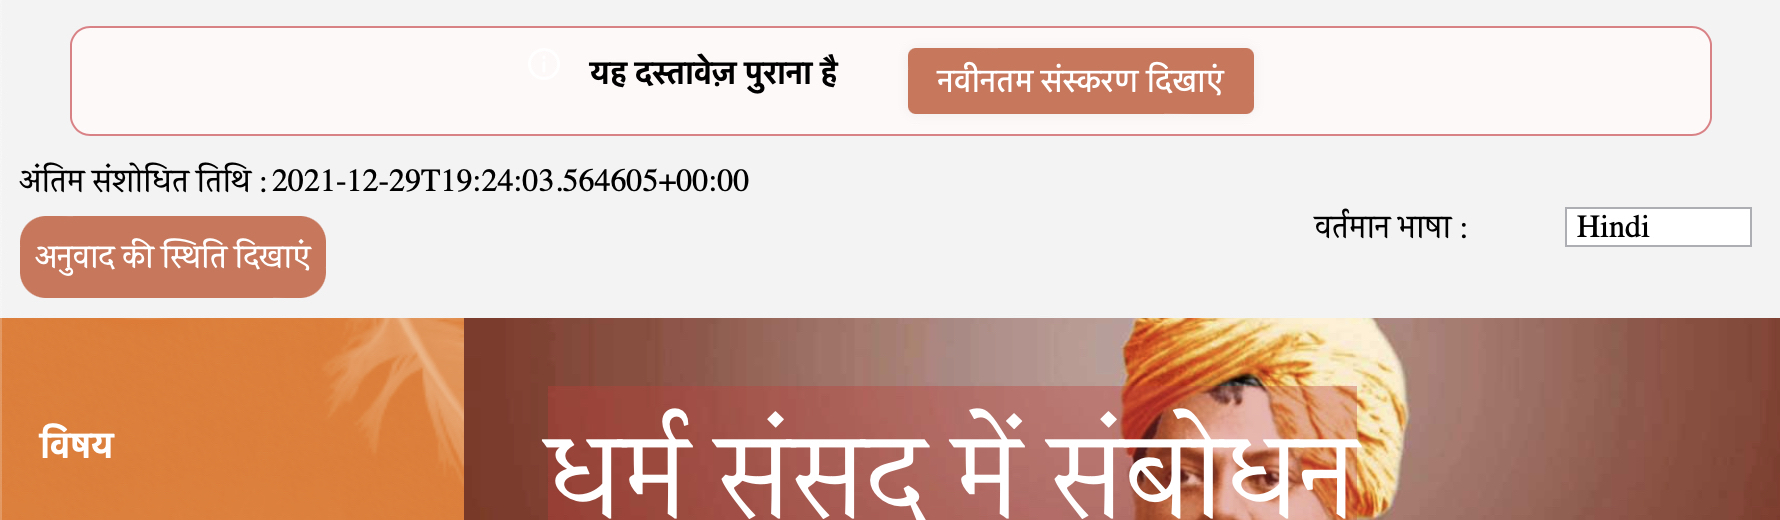 यह दस्तावेज़ पुराना है नवीनतम संस्करण दिखाएं
अंतिम संशोधित तिथि : 2021-12-29T19:24:03.564605+00:00
वर्तमान भाषा : Hindi
अनुवाद की स्थिति दिखाएं
विषय
धर्म संसद में संबोधन